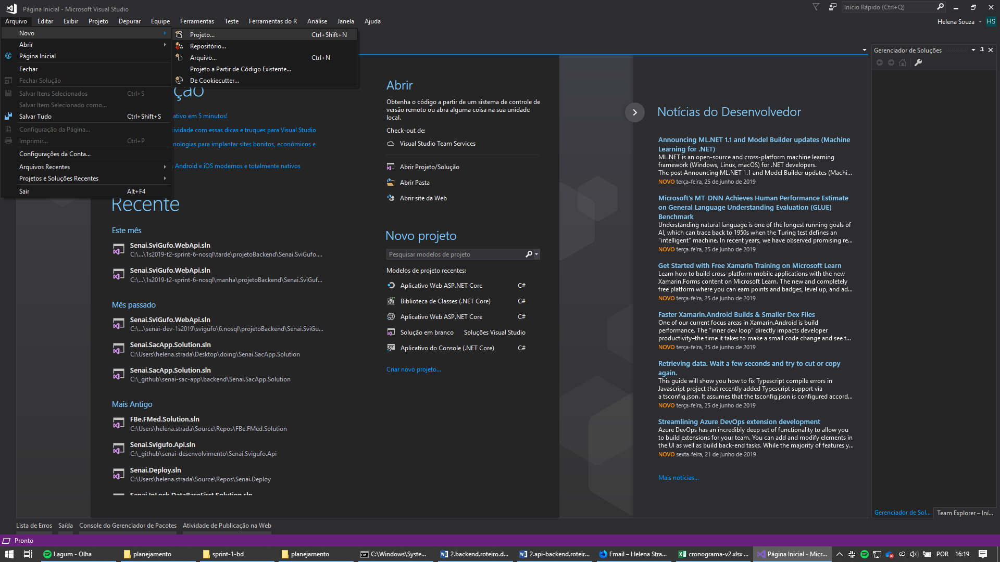 Página Inicial - Microsoft Visual Studio
Início Rápido (Ctrl+Q)
Arquivo Editar Exibir Projeto Depurar Equipe Ferramentas Teste Ferramentas do R Análise Janela Ajuda
Helena Souza HS
Novo
Abrir
Página Inicial
Fechar
Fechar Solução
Salvar Itens Selecionados Ctrl+S
Salvar Item Selecionado como...
Salvar Tudo Ctrl+Shift+S
Configuração da Página...
Imprimir... Ctrl+P
Configurações da Conta...
Arquivos Recentes
Projetos e Soluções Recentes
Sair Alt+F4
Projeto... Ctrl+Shift+N
Repositório...
Arquivo... Ctrl+N
Projeto a Partir de Código Existente...
De Cookiecutter...
ção
ativo em 5 minutos!
ividade com essas dicas e truques para Visual Studio
nologias para implantar sites bonitos, econômicos e
Android e iOS modernos e totalmente nativos
Recente
Este mês
Senai.SviGufo.WebApi.sln
C:\...\1s2019-t2-sprint-6-nosql\tarde\projetoBackend\Senai.SviGufo....
Senai.SviGufo.WebApi.sln
C:\...\1s2019-t2-sprint-6-nosql\manha\projetoBackend\Senai.SviGuf...
Mês passado
Senai.SviGufo.WebApi.sln
C:\...\senai-dev-1s2019\svigufo\6.nosql\projetoBackend\Senai.SviGu...
Senai.SacApp.Solution.sln
C:\Users\helena.strada\Desktop\doing\Senai.SacApp.Solution
Senai.SacApp.Solution.sln
C:\_github\senai-sac-app\backend\Senai.SacApp.Solution
Mais Antigo
FBe.FMed.Solution.sln
C:\Users\helena.strada\Source\Repos\FBe.FMed.Solution
Senai.Svigufo.Api.sln
C:\_github\senai-desenvolvimento\Senai.Svigufo.Api
Senai.Deploy.sln
C:\Users\helena.strada\Source\Repos\Senai.Deploy
Senai.InLock.DataBaseFirst.Solution.sln
Abrir
Obtenha o código a partir de um sistema de controle de
versão remoto ou abra alguma coisa na sua unidade
local.
Check-out de:
Visual Studio Team Services
Abrir Projeto/Solução
Abrir Pasta
Abrir site da Web
Novo projeto
Pesquisar modelos de projeto
Modelos de projeto recentes:
Aplicativo Web ASP.NET Core C#
Biblioteca de Classes (.NET Core) C#
Aplicativo Web ASP.NET Core C#
Solução em branco Soluções Visual Studio
Aplicativo do Console (.NET Core) C#
Criar novo projeto...
Notícias do Desenvolvedor
Announcing ML.NET 1.1 and Model Builder updates (Machine
Learning for .NET)
ML.NET is an open-source and cross-platform machine learning
framework (Windows, Linux, macOS) for .NET developers.
The post Announcing ML.NET 1.1 and Model Builder updates (Machi...
NOVO terça-feira, 25 de junho de 2019
Microsoft's MT-DNN Achieves Human Performance Estimate
on General Language Understanding Evaluation (GLUE)
Benchmark
Understanding natural language is one of the longest running goals of
AI, which can trace back to 1950s when the Turing test defines an
“intelligent” machine. In recent years, we have observed promising re...
NOVO terça-feira, 25 de junho de 2019
Get Started with Free Xamarin Training on Microsoft Learn
Learn how to build cross-platform mobile applications with the new
Xamarin.Forms content on Microsoft Learn. The new and completely
free platform where you can earn points and badges, level up, and ad...
NOVO terça-feira, 25 de junho de 2019
Faster Xamarin.Android Builds & Smaller Dex Files
One of our current focus areas in Xamarin.Android is build
performance. The “inner dev loop” directly impacts developer
productivity–the time it takes to make a small code change and see t...
NOVO terça-feira, 25 de junho de 2019
Retrieving data. Wait a few seconds and try to cut or copy
again.
This guide will show you how to fix Typescript compile errors in
Javascript project that recently added Typescript support via
a tsconfig.json. It assumes that the tsconfig.json is configured accord...
NOVO terça-feira, 25 de junho de 2019
Streamlining Azure DevOps extension development
Azure DevOps has an incredibly deep set of functionality to allow you
to build extensions for your team. You can add and modify elements in
the UI as well as build back-end tasks. While the majority of features y...
NOVO sexta-feira, 21 de junho de 2019
Mais notícias...
Gerenciador de Soluções
Gerenciador de Sol... Team Explorer – Iní...
Lista de Erros Saída Console do Gerenciador de Pacotes Atividade de Publicação na Web
Pronto
Lagum - Olha planejamento sprint-1-bd planejamento C:\Windows\Syste... 2.backend.roteiro.d... 2.api-backend.roteir... Email – Helena Stra... cronograma-v2.xlsx ... Página Inicial - Micr... POR 16:19